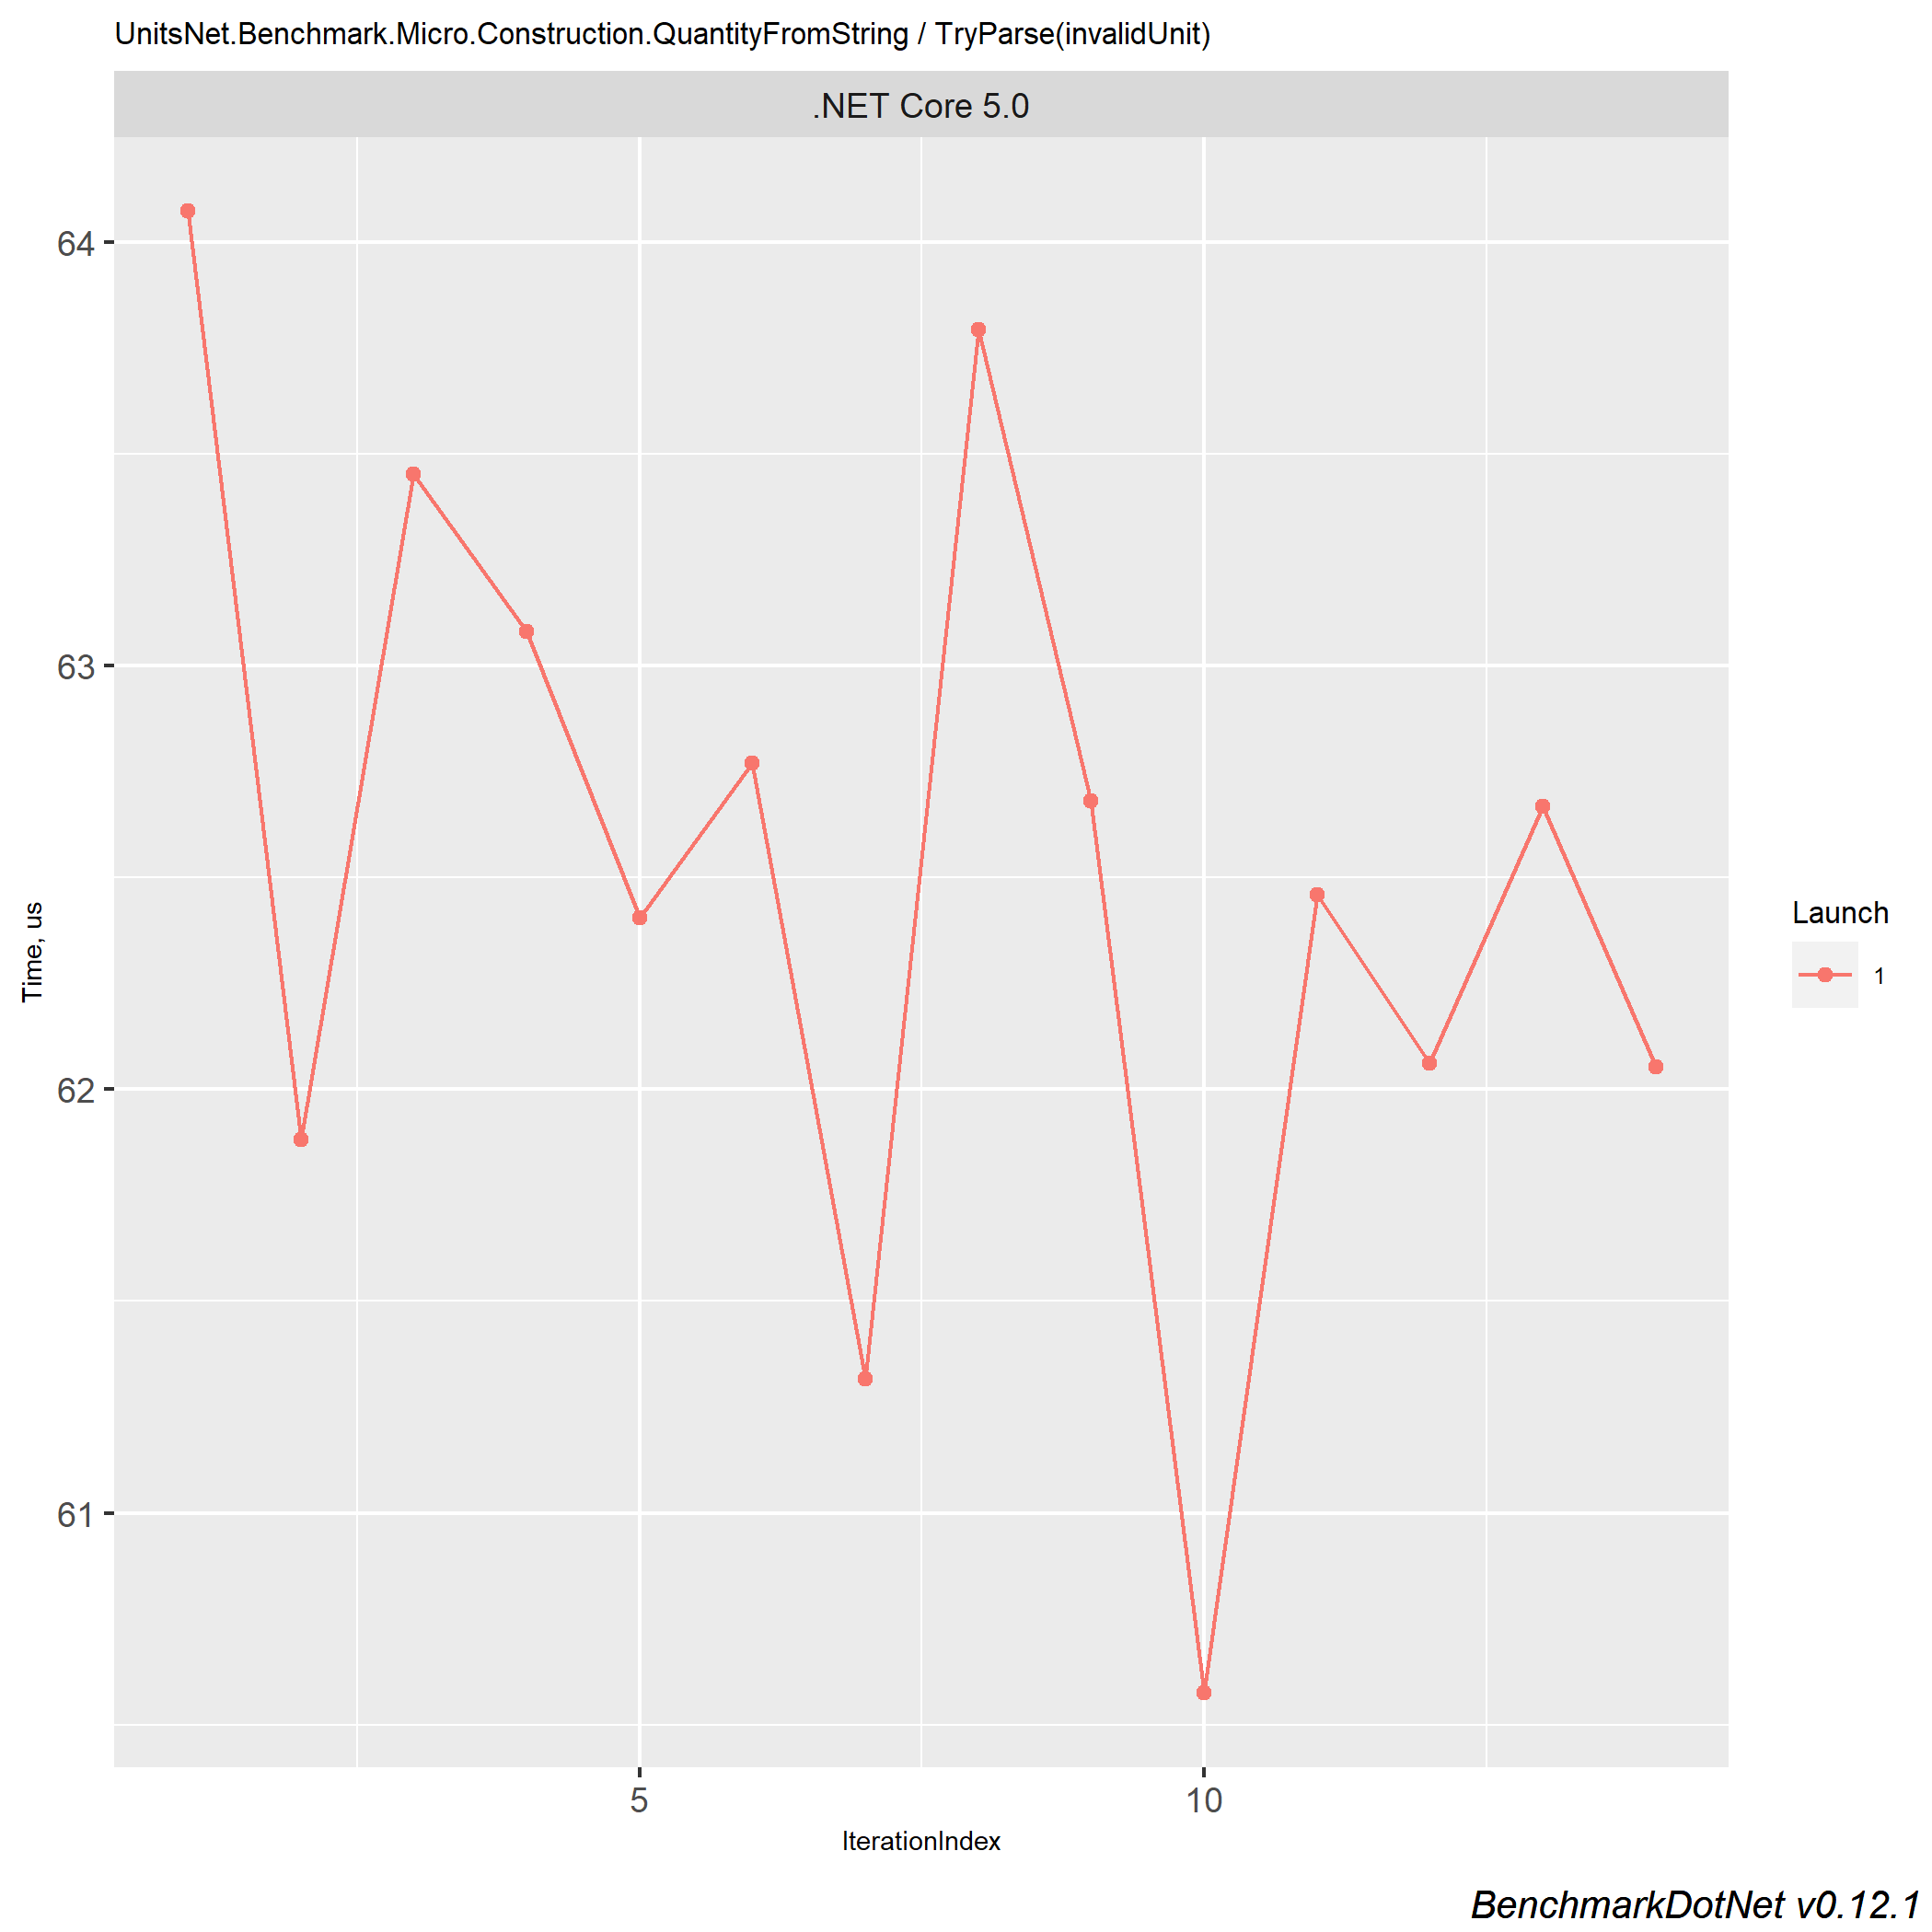 UnitsNet.Benchmark.Micro.Construction.QuantityFromString / TryParse(invalidUnit)
.NET Core 5.0
64
63
62
61
Time, us
5
10
IterationIndex
Launch
1
BenchmarkDotNet v0.12.1